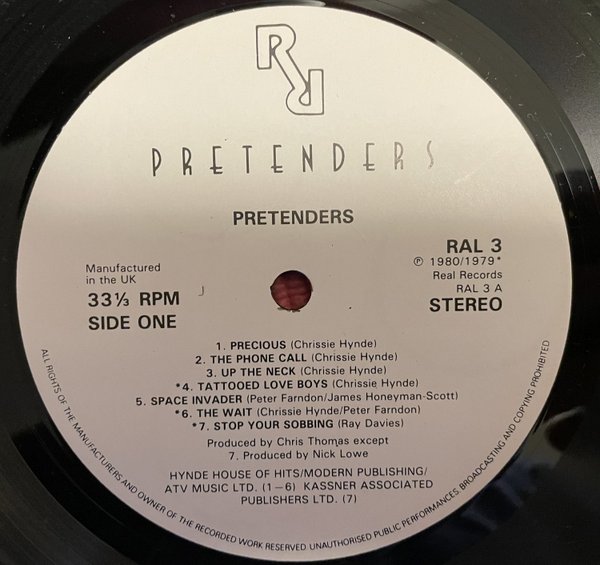 PRETENDERS
PRETENDERS
Manufactured
in the UK
33⅓ RPM
SIDE ONE
RAL 3
℗ 1980/1979*
Real Records
RAL 3 A
STEREO
1. PRECIOUS (Chrissie Hynde)
2. THE PHONE CALL (Chrissie Hynde)
3. UP THE NECK (Chrissie Hynde)
*4. TATTOOED LOVE BOYS (Chrissie Hynde)
5. SPACE INVADER (Peter Farndon/James Honeyman-Scott)
*6. THE WAIT (Chrissie Hynde/Peter Farndon)
*7. STOP YOUR SOBBING (Ray Davies)
Produced by Chris Thomas except
7. Produced by Nick Lowe
HYNDE HOUSE OF HITS/MODERN PUBLISHING/
ATV MUSIC LTD. (1–6) KASSNER ASSOCIATED
PUBLISHERS LTD. (7)
ALL RIGHTS OF THE MANUFACTURERS AND OWNER OF THE RECORDED WORK RESERVED. UNAUTHORISED PUBLIC PERFORMANCES, BROADCASTING AND COPYING PROHIBITED